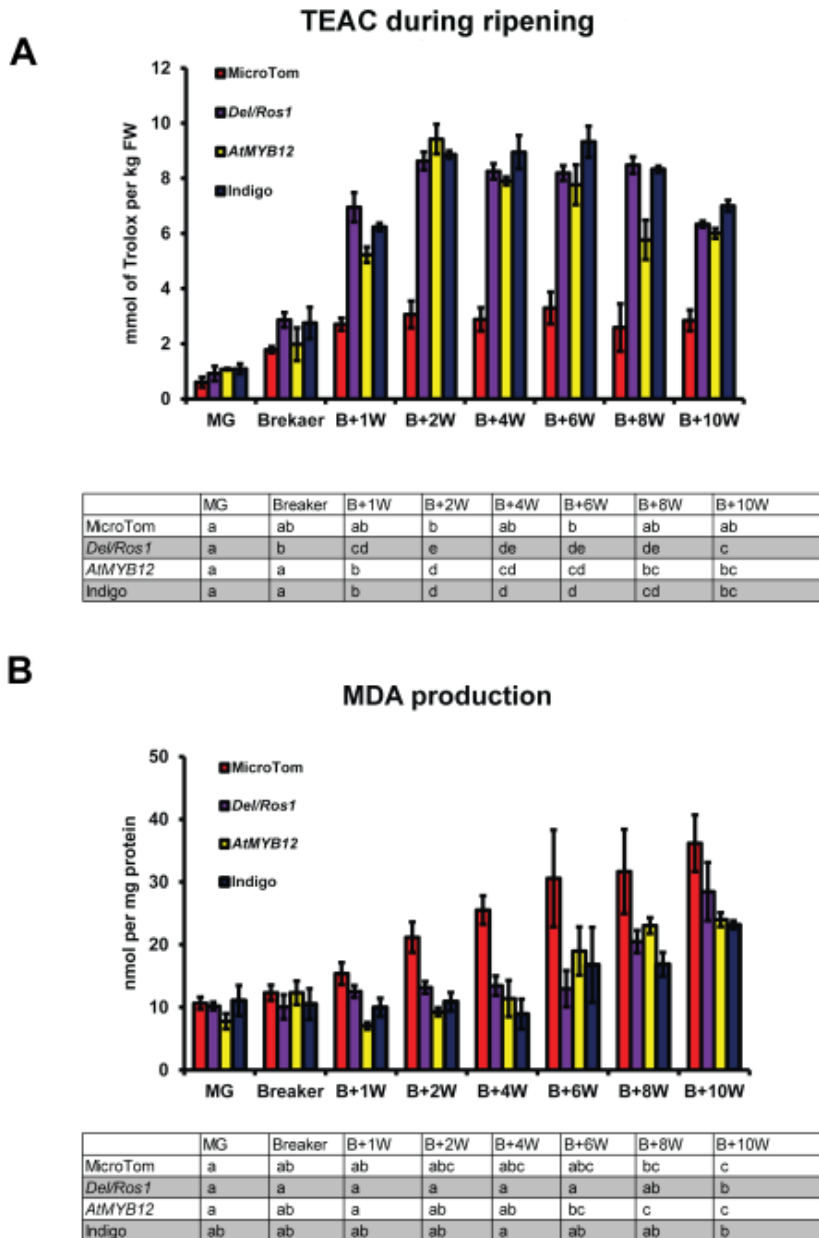 TEAC during ripening
A
12
10
8
6
4
2
0
mmol of Trolox per kg FW
MicroTom
Del/Ros1
AtMYB12
Indigo
MG Brekaer B+1W B+2W B+4W B+6W B+8W B+10W
MG Breaker B+1W B+2W B+4W B+6W B+8W B+10W
MicroTom a ab ab b ab b ab ab
Del/Ros1 a b cd e de de de c
AtMYB12 a a b d cd cd bc bc
Indigo a a b d d d cd bc
B
MDA production
50
40
30
20
10
0
nmol per mg protein
MicroTom
Del/Ros1
AtMYB12
Indigo
MG Breaker B+1W B+2W B+4W B+6W B+8W B+10W
MG Breaker B+1W B+2W B+4W B+6W B+8W B+10W
MicroTom a ab ab abc abc abc bc c
Del/Ros1 a a a a a a ab b
AtMYB12 a ab a ab ab bc c c
Indigo ab ab ab ab a ab ab b